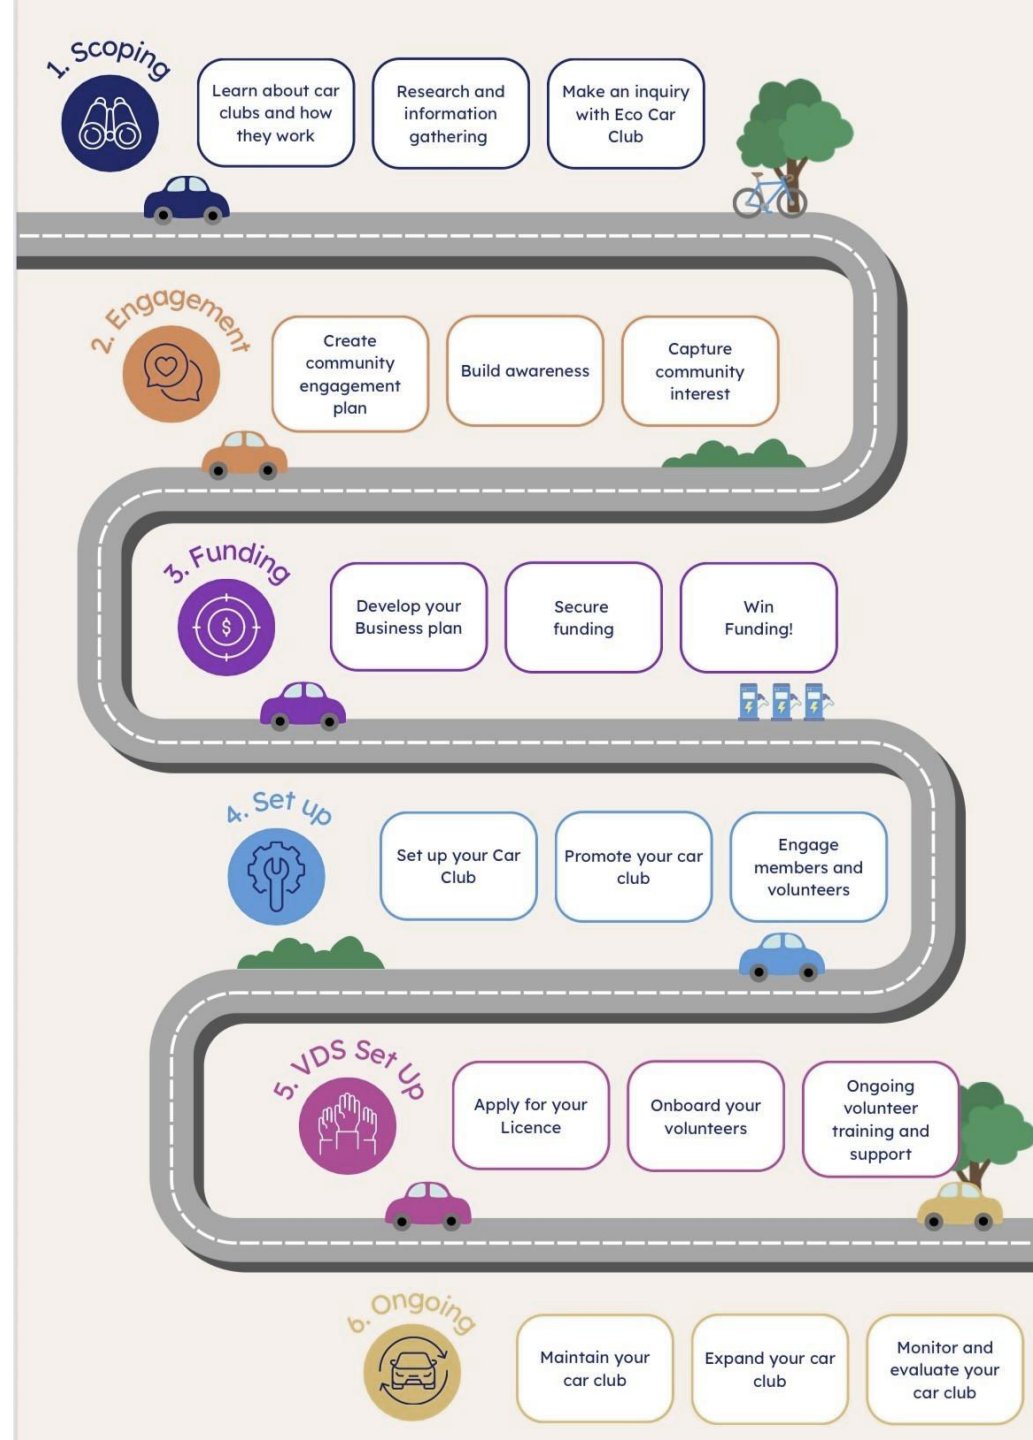 1. Scoping
Learn about car
clubs and how
they work
Research and
information
gathering
Make an inquiry
with Eco Car
Club
2. Engagement
Create
community
engagement
plan
Build awareness
Capture
community
interest
3. Funding
$
Develop your
Business plan
Secure
funding
Win
Funding!
4. Set up
Set up your Car
Club
Promote your car
club
Engage
members and
volunteers
5. VDS Set Up
Apply for your
Licence
Onboard your
volunteers
Ongoing
volunteer
training and
support
6. Ongoing
Maintain your
car club
Expand your car
club
Monitor and
evaluate your
car club